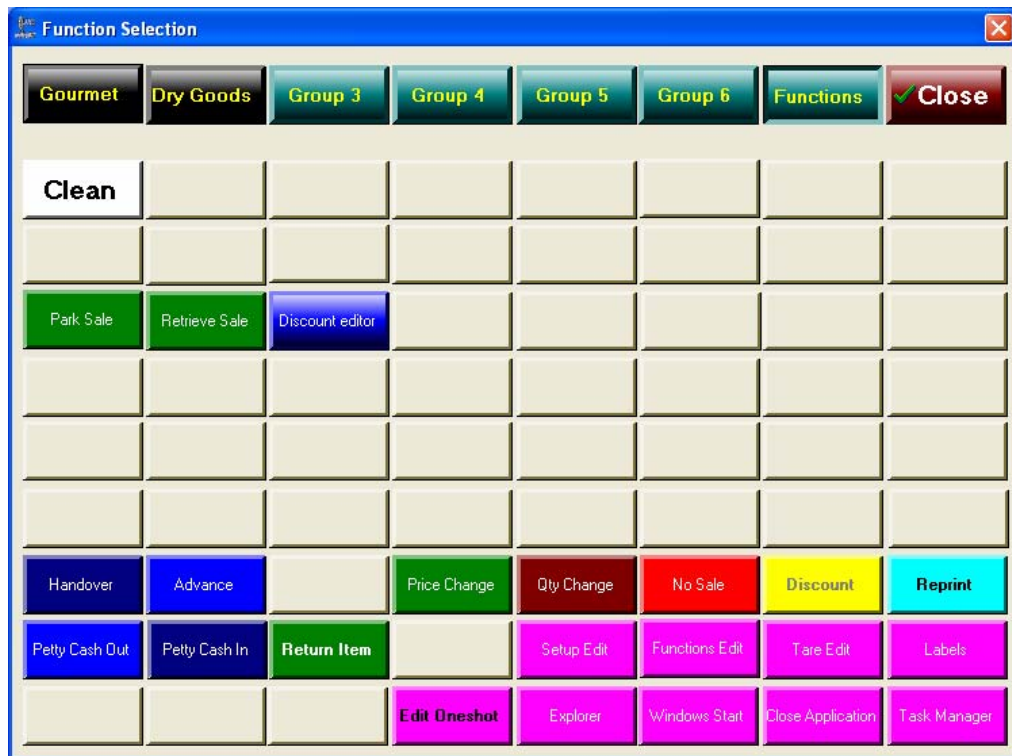 Function Selection
Gourmet Dry Goods Group 3 Group 4 Group 5 Group 6 Functions Close
Clean
Park Sale Retrieve Sale Discount editor
Handover Advance Price Change Qty Change No Sale Discount Reprint
Petty Cash Out Petty Cash In Return Item Setup Edit Functions Edit Tare Edit Labels
Edit Oneshot Explorer Windows Start Close Application Task Manager